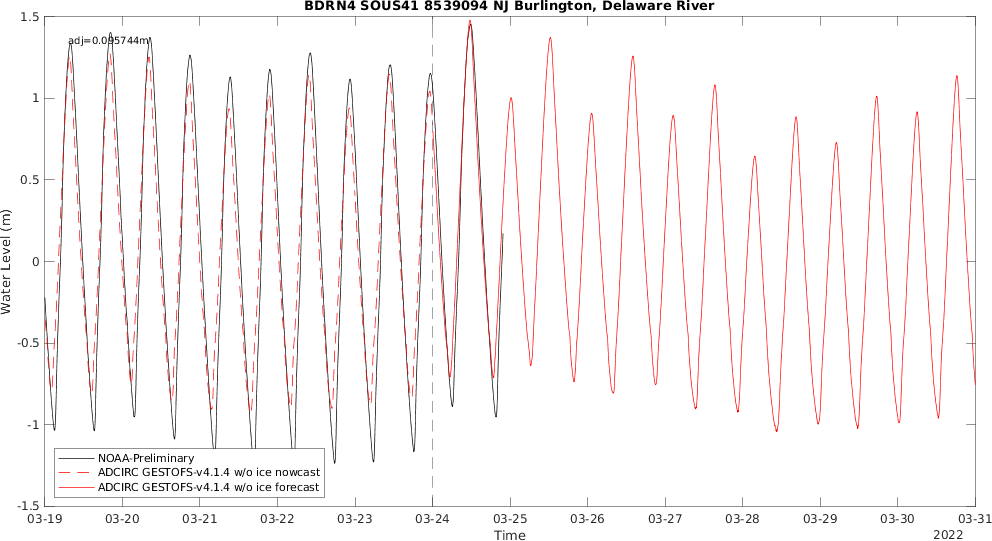 BDRN4 SOUS41 8539094 NJ Burlington, Delaware River
adj=0.095744m
1.5
1
0.5
0
-0.5
-1
-1.5
Water Level (m)
NOAA-Preliminary
ADCIRC GESTOFS-v4.1.4 w/o ice nowcast
ADCIRC GESTOFS-v4.1.4 w/o ice forecast
03-19 03-20 03-21 03-22 03-23 03-24 03-25 03-26 03-27 03-28 03-29 03-30 03-31
Time
2022